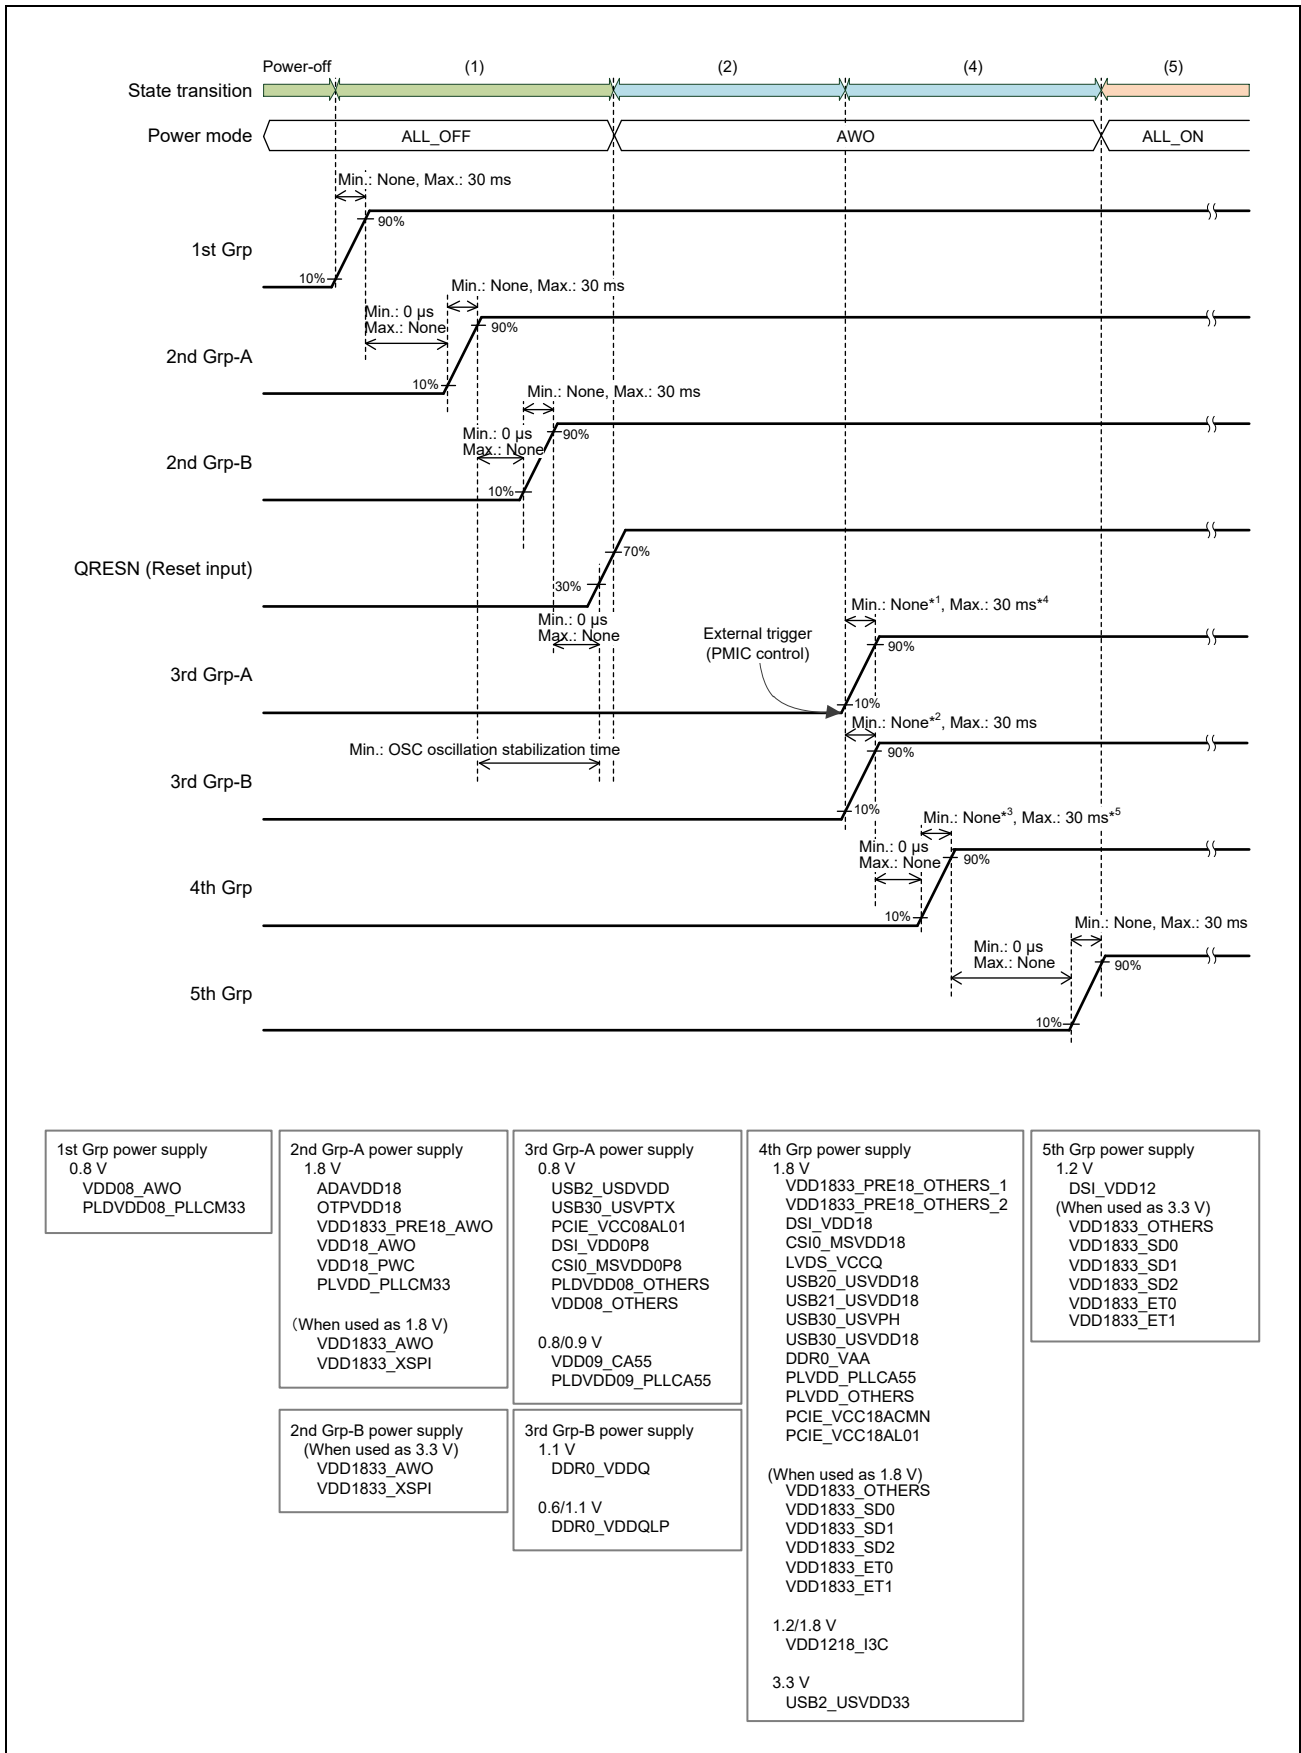 Power-off
(1)
(2)
(4)
(5)
State transition
Power mode
ALL_OFF
AWO
ALL_ON
Min.: None, Max.: 30 ms
90%
1st Grp
10%
Min.: None, Max.: 30 ms
Min.: 0 µs
Max.: None
90%
2nd Grp-A
10%
Min.: None, Max.: 30 ms
Min.: 0 µs
Max.: None
90%
2nd Grp-B
10%
70%
QRESN (Reset input)
30%
Min.: 0 µs
Max.: None
Min.: None*1, Max.: 30 ms*4
External trigger
(PMIC control)
90%
3rd Grp-A
10%
Min.: None*2, Max.: 30 ms
Min.: OSC oscillation stabilization time
90%
3rd Grp-B
10%
Min.: None*3, Max.: 30 ms*5
Min.: 0 µs
Max.: None
90%
4th Grp
10%
Min.: None, Max.: 30 ms
Min.: 0 µs
Max.: None
90%
5th Grp
10%
1st Grp power supply
0.8 V
VDD08_AWO
PLDVDD08_PLLCM33
2nd Grp-A power supply
1.8 V
ADAVDD18
OTPVDD18
VDD1833_PRE18_AWO
VDD18_AWO
VDD18_PWC
PLVDD_PLLCM33
(When used as 1.8 V)
VDD1833_AWO
VDD1833_XSPI
2nd Grp-B power supply
(When used as 3.3 V)
VDD1833_AWO
VDD1833_XSPI
3rd Grp-A power supply
0.8 V
USB2_USDVDD
USB30_USVPTX
PCIE_VCC08AL01
DSI_VDD0P8
CSI0_MSVDD0P8
PLDVDD08_OTHERS
VDD08_OTHERS
0.8/0.9 V
VDD09_CA55
PLDVDD09_PLLCA55
3rd Grp-B power supply
1.1 V
DDR0_VDDQ
0.6/1.1 V
DDR0_VDDQLP
4th Grp power supply
1.8 V
VDD1833_PRE18_OTHERS_1
VDD1833_PRE18_OTHERS_2
DSI_VDD18
CSI0_MSVDD18
LVDS_VCCQ
USB20_USVDD18
USB21_USVDD18
USB30_USVPH
USB30_USVDD18
DDR0_VAA
PLVDD_PLLCA55
PLVDD_OTHERS
PCIE_VCC18ACMN
PCIE_VCC18AL01
(When used as 1.8 V)
VDD1833_OTHERS
VDD1833_SD0
VDD1833_SD1
VDD1833_SD2
VDD1833_ET0
VDD1833_ET1
1.2/1.8 V
VDD1218_I3C
3.3 V
USB2_USVDD33
5th Grp power supply
1.2 V
DSI_VDD12
(When used as 3.3 V)
VDD1833_OTHERS
VDD1833_SD0
VDD1833_SD1
VDD1833_SD2
VDD1833_ET0
VDD1833_ET1